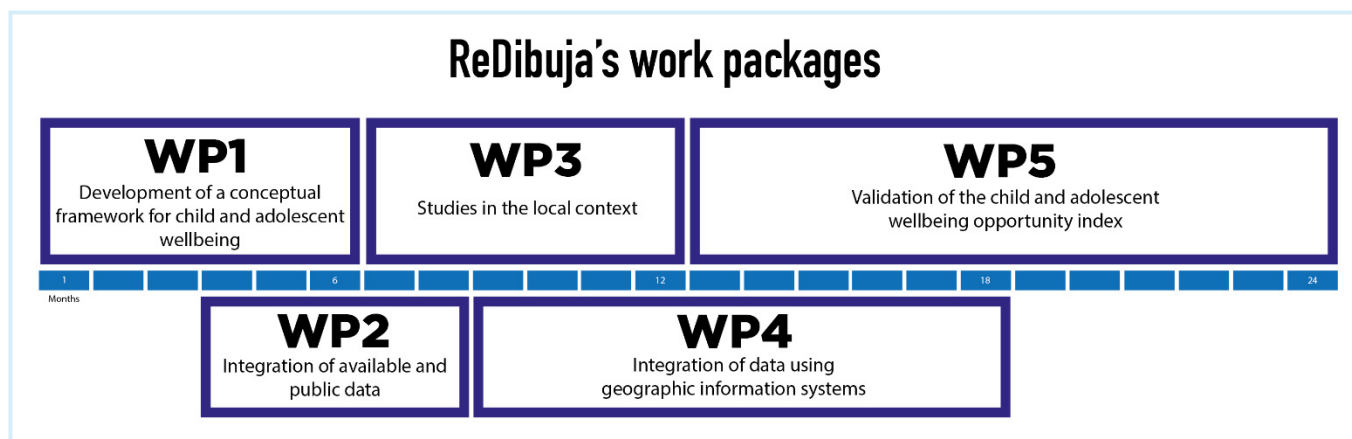 ReDibuja's work packages
WP1
Development of a conceptual
framework for child and adolescent
wellbeing
WP3
Studies in the local context
WP5
Validation of the child and adolescent
wellbeing opportunity index
1
6
12
18
24
Months
WP2
Integration of available and
public data
WP4
Integration of data using
geographic information systems